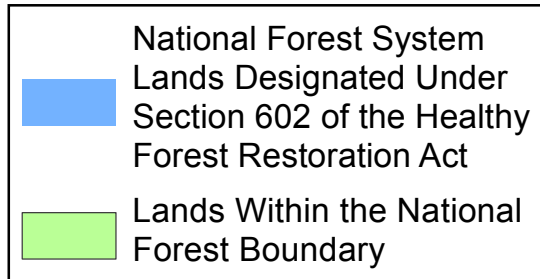 National Forest System
Lands Designated Under
Section 602 of the Healthy
Forest Restoration Act
Lands Within the National
Forest Boundary